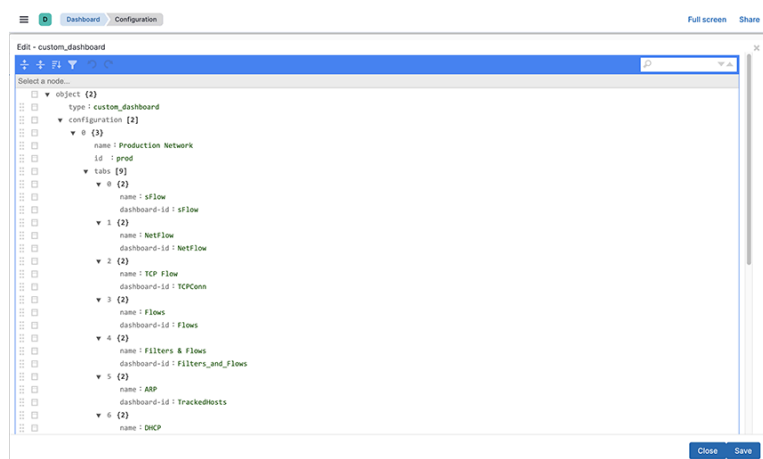 D Dashboard Configuration Full screen Share
Edit - custom_dashboard
Select a node...
object {2}
type : custom_dashboard
configuration [2]
0 {3}
name : Production Network
id : prod
tabs [9]
0 {2}
name : sFlow
dashboard-id : sFlow
1 {2}
name : NetFlow
dashboard-id : NetFlow
2 {2}
name : TCP Flow
dashboard-id : TCPConn
3 {2}
name : Flows
dashboard-id : Flows
4 {2}
name : Filters & Flows
dashboard-id : Filters_and_Flows
5 {2}
name : ARP
dashboard-id : TrackedHosts
6 {2}
name : DHCP
Close Save